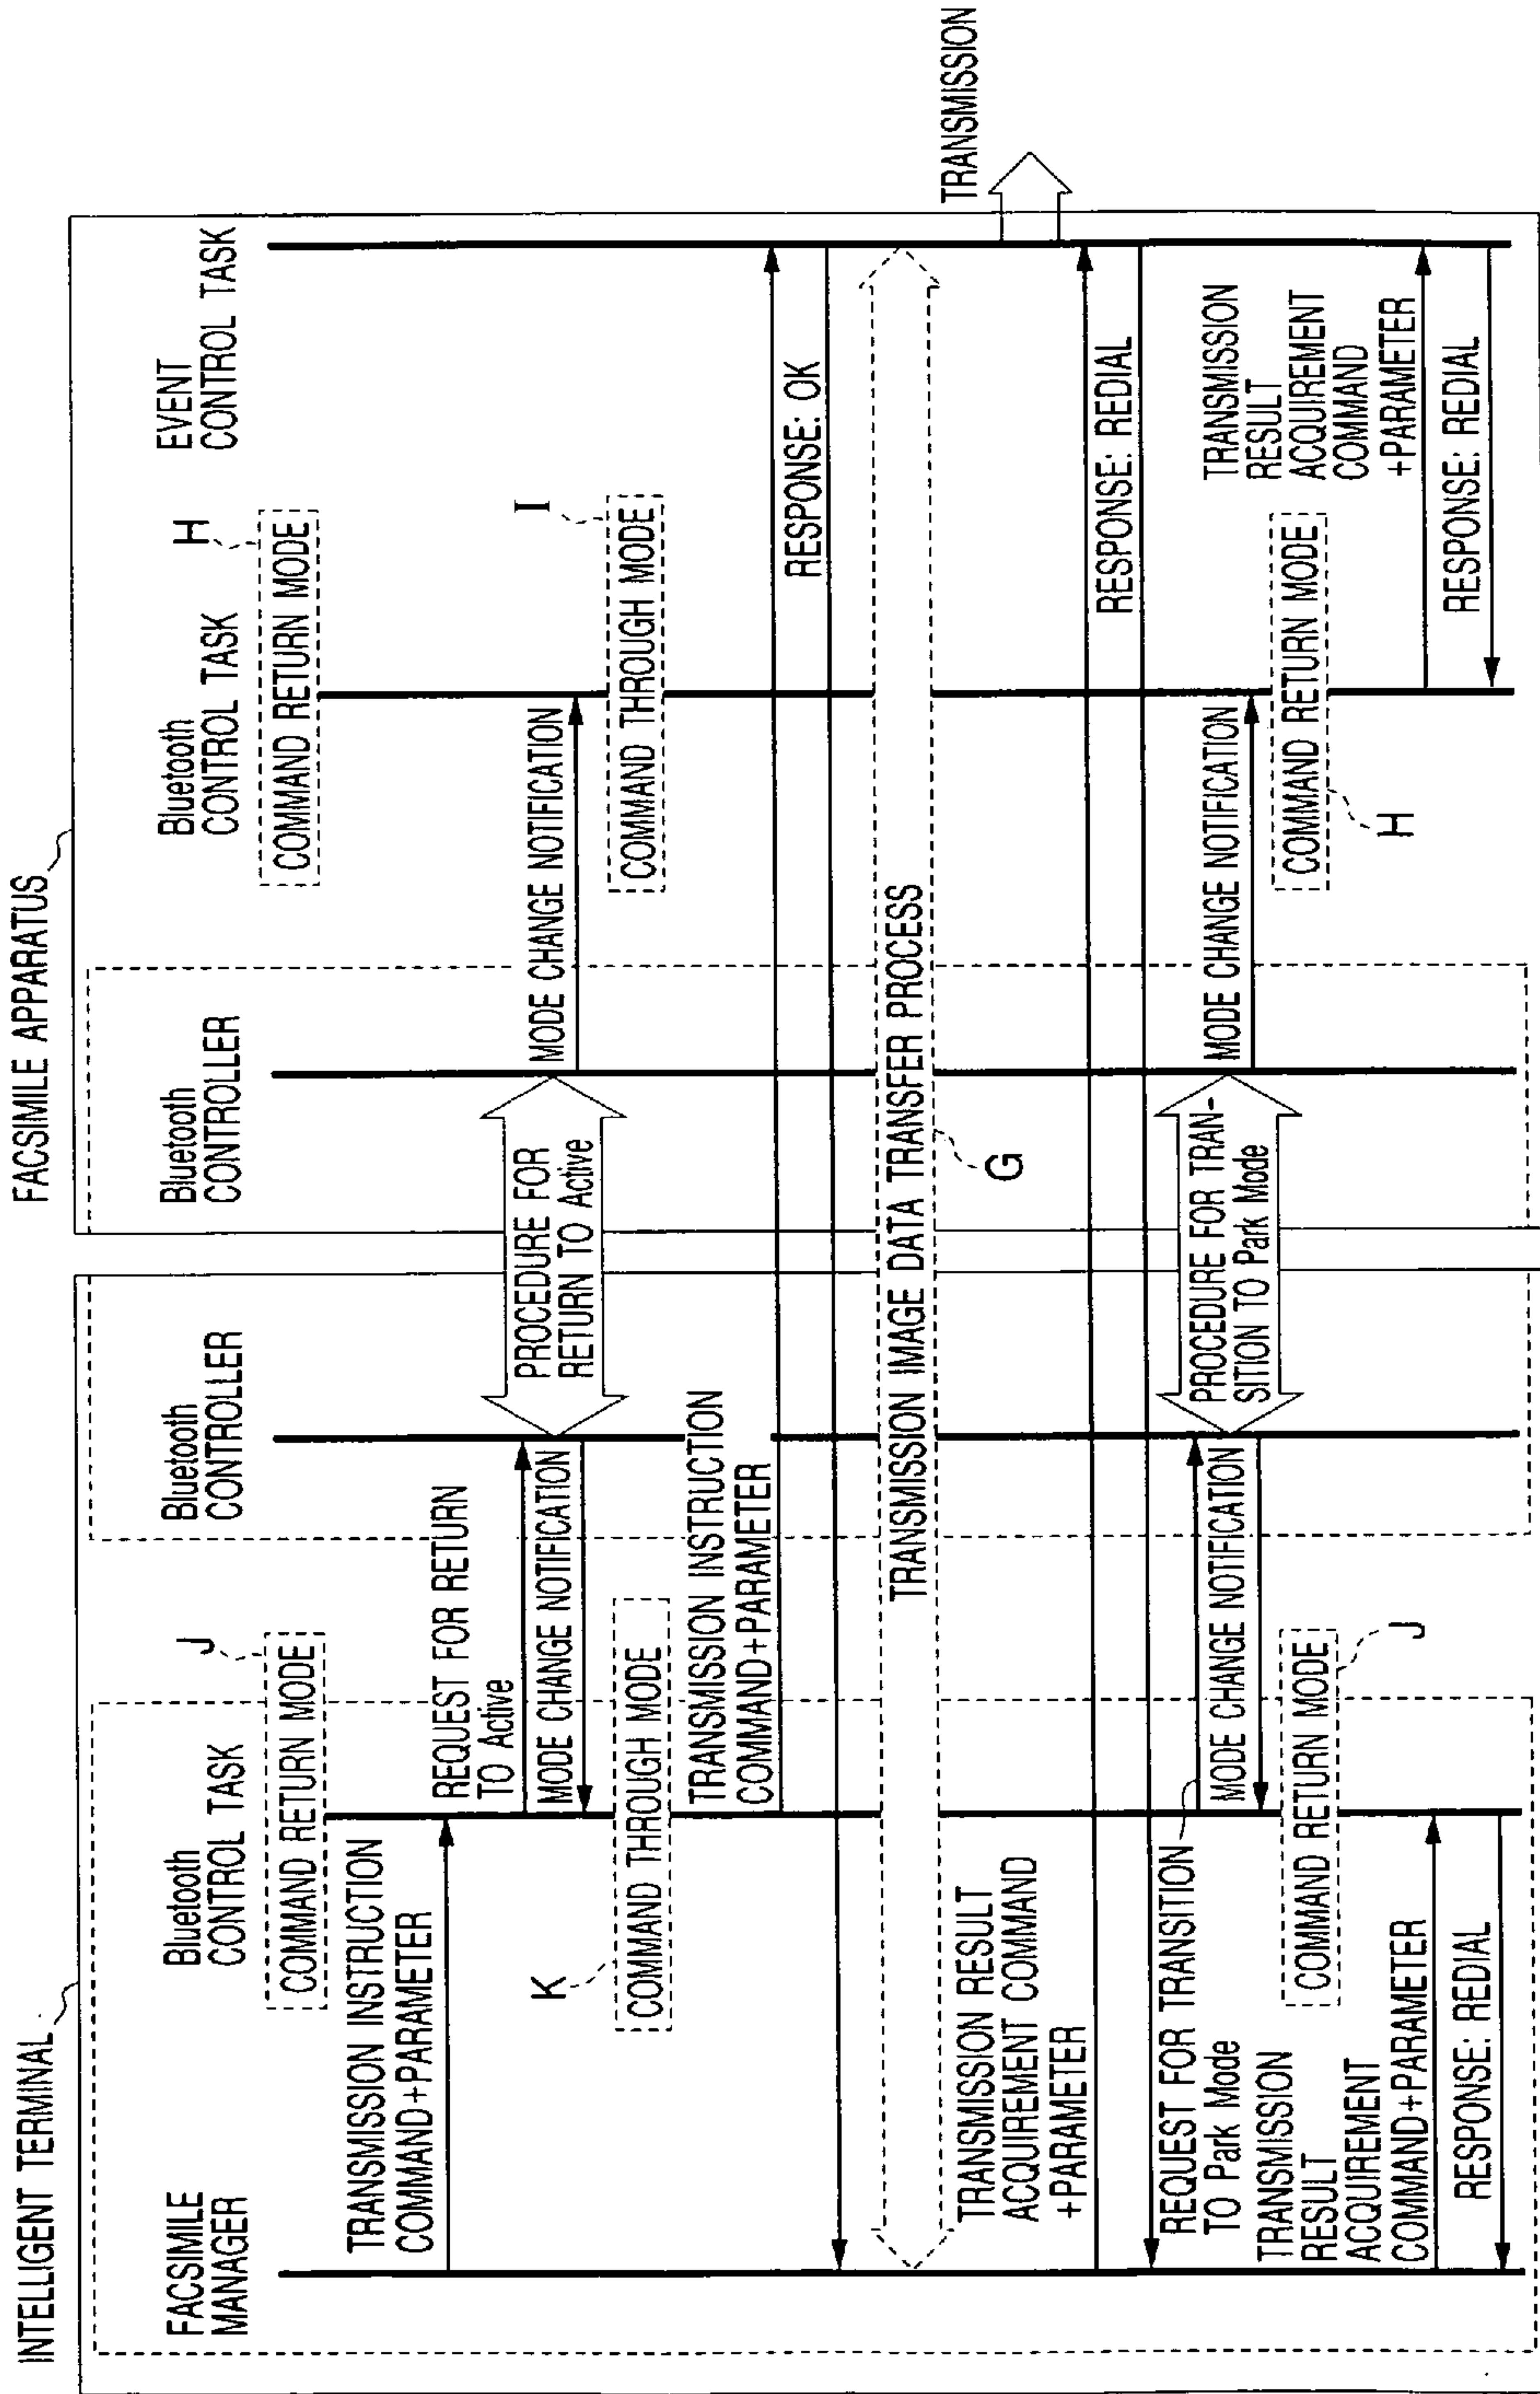 INTELLIGENT TERMINAL
FACSIMILE APPARATUS
FACSIMILE
MANAGER
Bluetooth
CONTROL TASK
Bluetooth
CONTROLLER
Bluetooth
CONTROLLER
Bluetooth
CONTROL TASK
EVENT
CONTROL TASK
J
COMMAND RETURN MODE
H
COMMAND RETURN MODE
TRANSMISSION INSTRUCTION
COMMAND+PARAMETER
REQUEST FOR RETURN
TO Active
MODE CHANGE NOTIFICATION
PROCEDURE FOR
RETURN TO Active
MODE CHANGE NOTIFICATION
K
COMMAND THROUGH MODE
I
COMMAND THROUGH MODE
TRANSMISSION INSTRUCTION
COMMAND+PARAMETER
RESPONSE: OK
TRANSMISSION IMAGE DATA TRANSFER PROCESS
G
TRANSMISSION
TRANSMISSION RESULT
ACQUIREMENT COMMAND
+PARAMETER
RESPONSE: REDIAL
REQUEST FOR TRANSITION
TO Park Mode
MODE CHANGE NOTIFICATION
PROCEDURE FOR TRAN-
SITION TO Park Mode
MODE CHANGE NOTIFICATION
COMMAND RETURN MODE
J
COMMAND RETURN MODE
H
TRANSMISSION
RESULT
ACQUIREMENT
COMMAND+PARAMETER
RESPONSE: REDIAL
TRANSMISSION
RESULT
ACQUIREMENT
COMMAND
+PARAMETER
RESPONSE: REDIAL